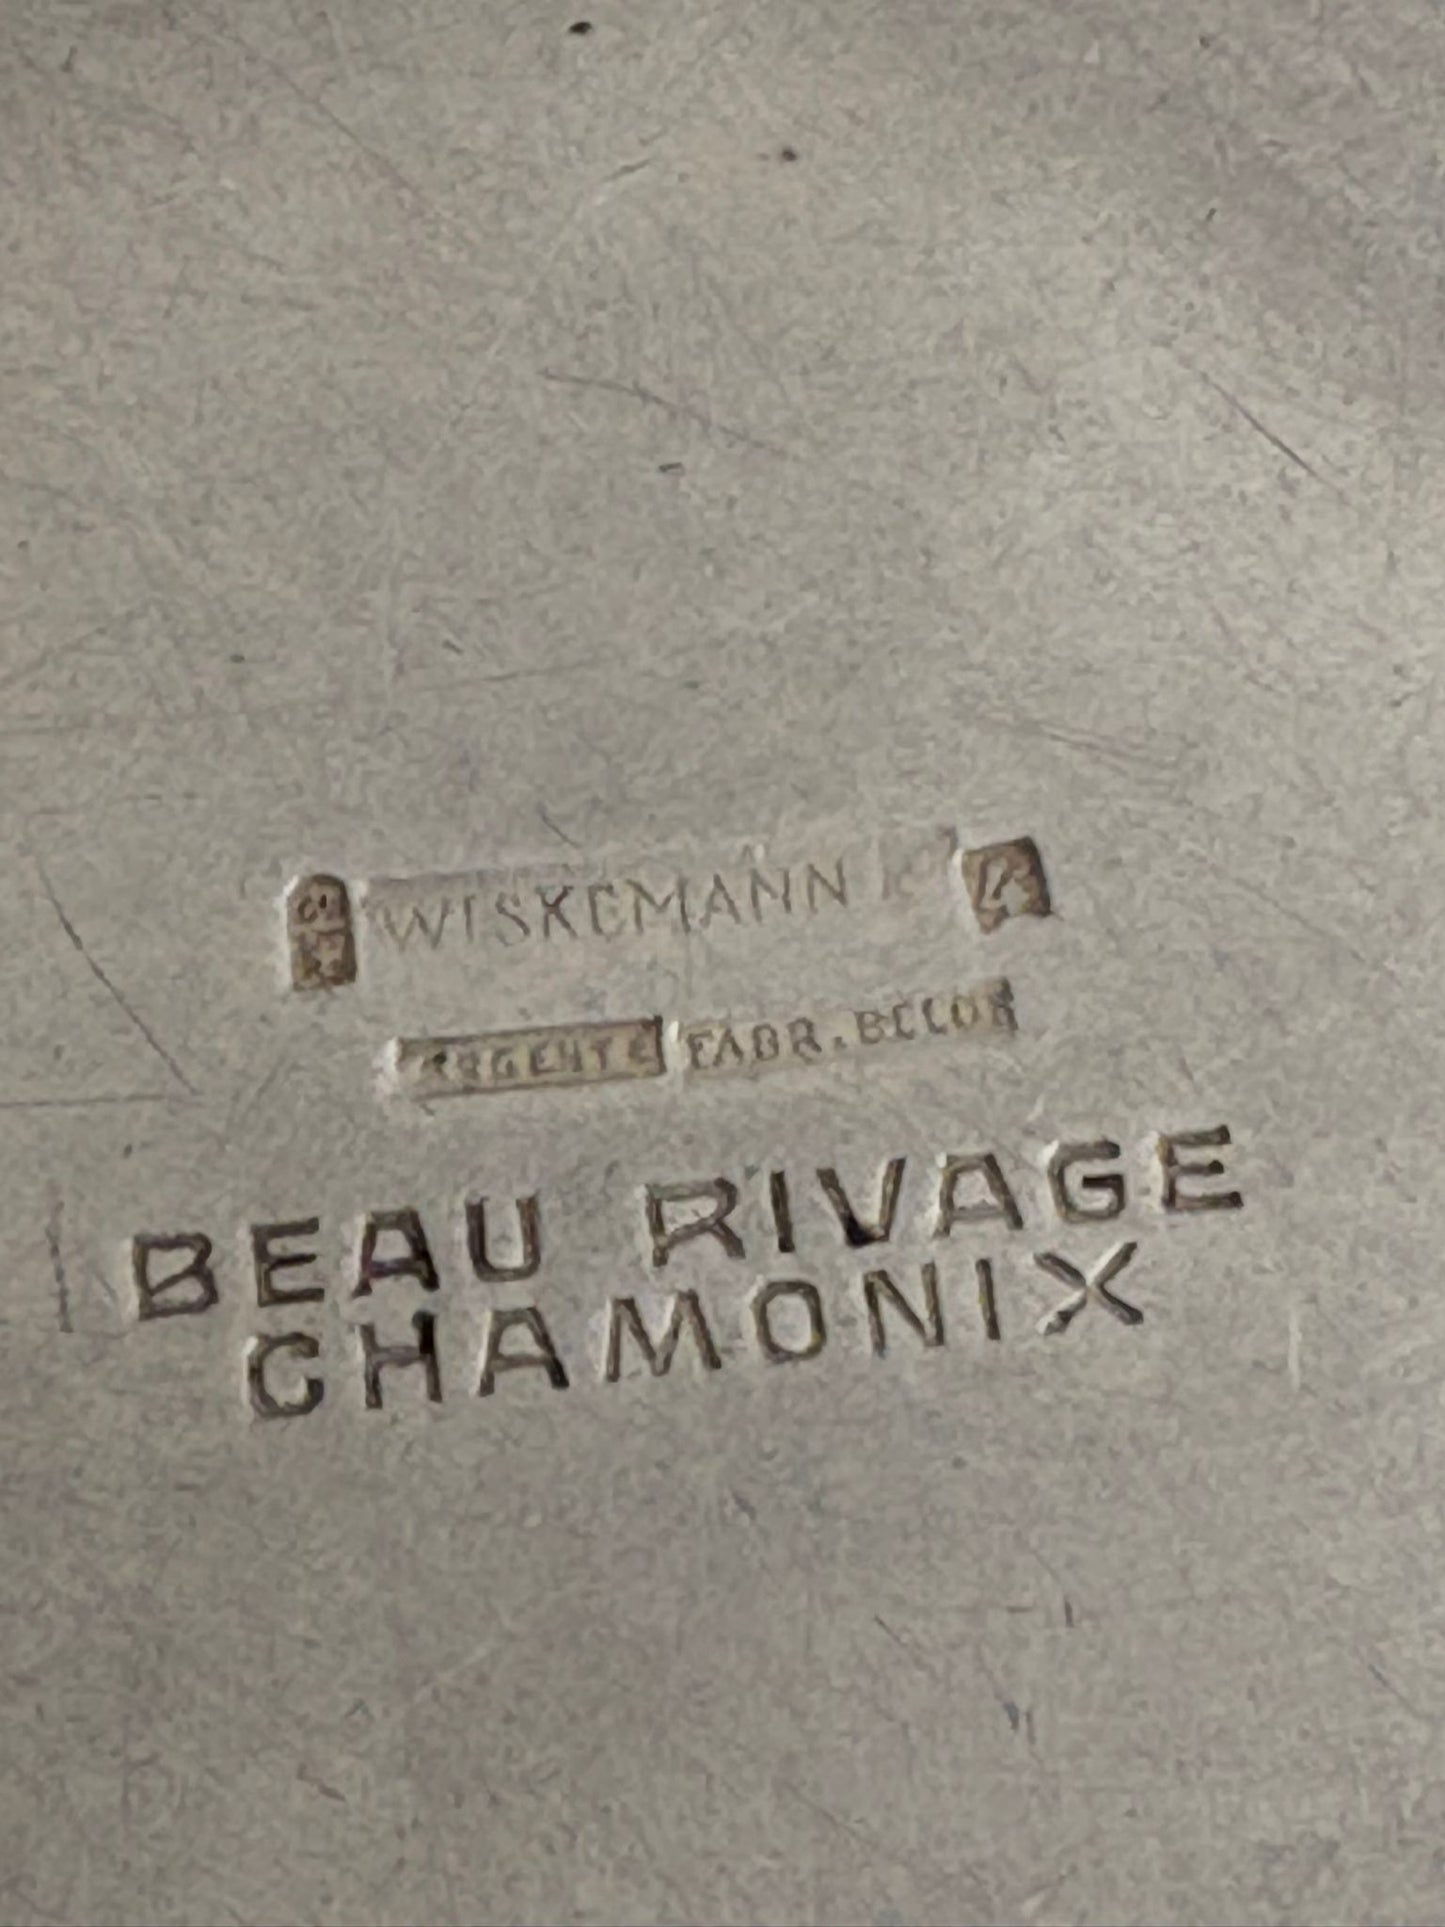 WISKEMANN
ARGENTE FABR. BELGE
BEAU RIVAGE
CHAMONIX